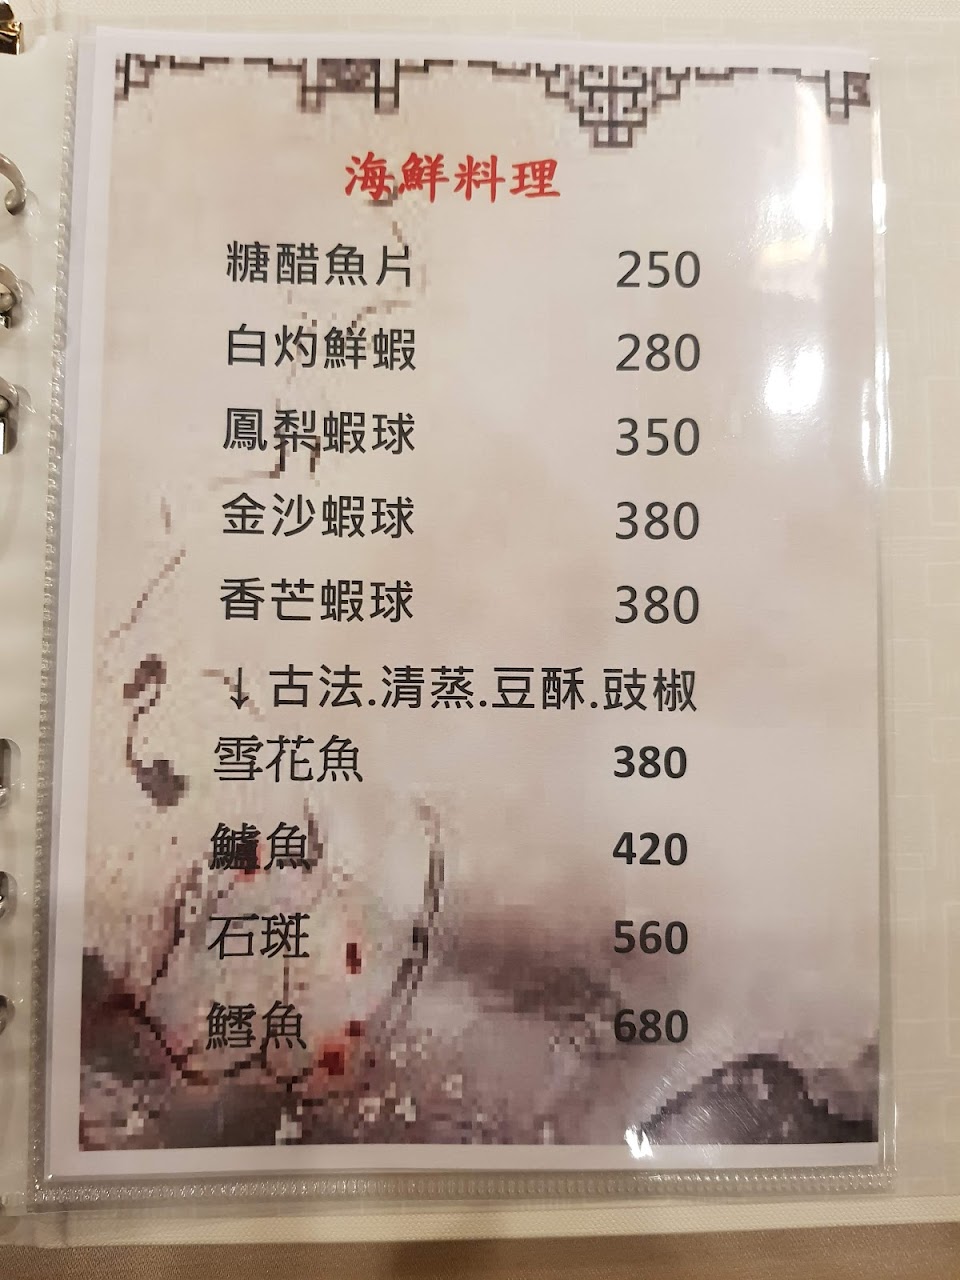 海鮮料理
糖醋魚片 250
白灼鮮蝦 280
鳳梨蝦球 350
金沙蝦球 380
香芒蝦球 380
↓古法.清蒸.豆酥.豉椒
雪花魚 380
鱸魚 420
石斑 560
鱈魚 680